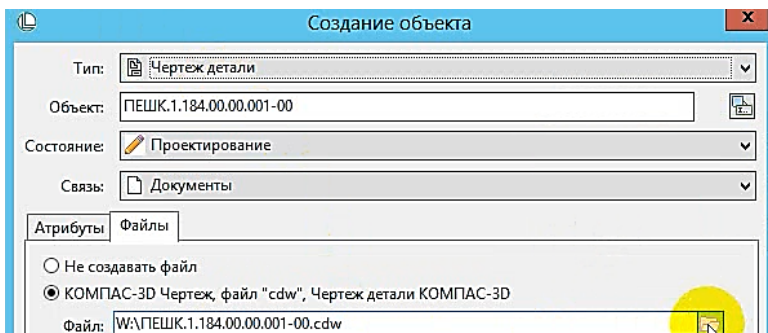 Создание объекта
x
Тип: Чертеж детали
Объект: ПЕШК.1.184.00.00.001-00
Состояние: Проектирование
Связь: Документы
Атрибуты Файлы
Не создавать файл
КОМПАС-3D Чертеж, файл "cdw", Чертеж детали КОМПАС-3D
Файл: W:\ПЕШК.1.184.00.00.001-00.cdw